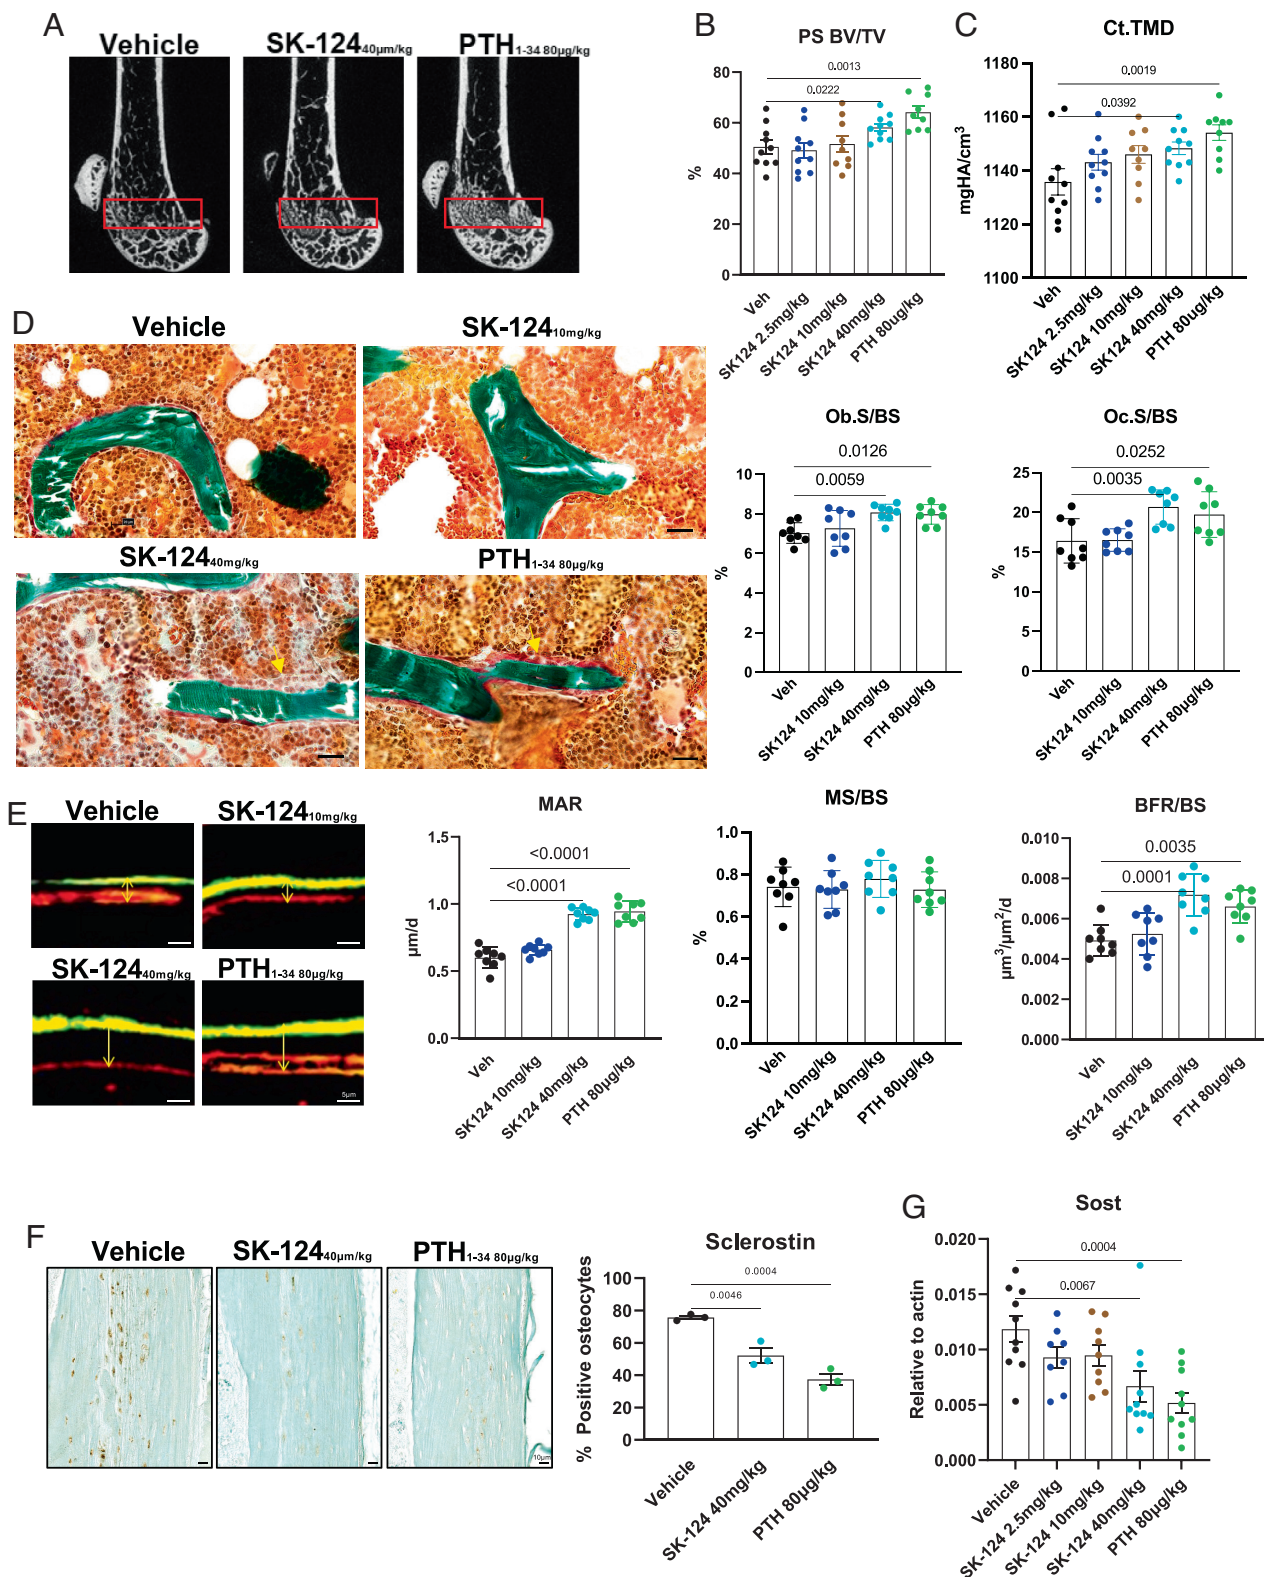 A
Vehicle
SK-124 40μm/kg
PTH 1-34 80μg/kg
B
PS BV/TV
0.0013
0.0222
80
60
40
20
0
%
Veh
SK124 2.5mg/kg
SK124 10mg/kg
SK124 40mg/kg
PTH 80μg/kg
C
Ct.TMD
0.0019
0.0392
1180
1160
1140
1120
1100
mgHA/cm³
Veh
SK124 2.5mg/kg
SK124 10mg/kg
SK124 40mg/kg
PTH 80μg/kg
D
Vehicle
SK-124 10mg/kg
SK-124 40mg/kg
PTH 1-34 80μg/kg
Ob.S/BS
0.0126
0.0059
10
8
6
4
2
0
%
Veh
SK124 10mg/kg
SK124 40mg/kg
PTH 80μg/kg
Oc.S/BS
0.0252
0.0035
25
20
15
10
5
0
%
Veh
SK124 10mg/kg
SK124 40mg/kg
PTH 80μg/kg
E
Vehicle
SK-124 10mg/kg
SK-124 40mg/kg
PTH 1-34 80μg/kg
5μm
MAR
<0.0001
<0.0001
1.5
1.0
0.5
0.0
μm/d
Veh
SK124 10mg/kg
SK124 40mg/kg
PTH 80μg/kg
MS/BS
1.0
0.8
0.6
0.4
0.2
0.0
%
Veh
SK124 10mg/kg
SK124 40mg/kg
PTH 80μg/kg
BFR/BS
0.0035
0.0001
0.010
0.008
0.006
0.004
0.002
0.000
μm³/μm²/d
Veh
SK124 10mg/kg
SK124 40mg/kg
PTH 80μg/kg
F
Vehicle
SK-124 40μm/kg
PTH 1-34 80μg/kg
10μm
Sclerostin
0.0004
0.0046
100
80
60
40
20
0
% Positive osteocytes
Vehicle
SK-124 40mg/kg
PTH 80μg/kg
G
Sost
0.0004
0.0067
0.020
0.015
0.010
0.005
0.000
Relative to actin
Vehicle
SK-124 2.5mg/kg
SK-124 10mg/kg
SK-124 40mg/kg
PTH 80μg/kg